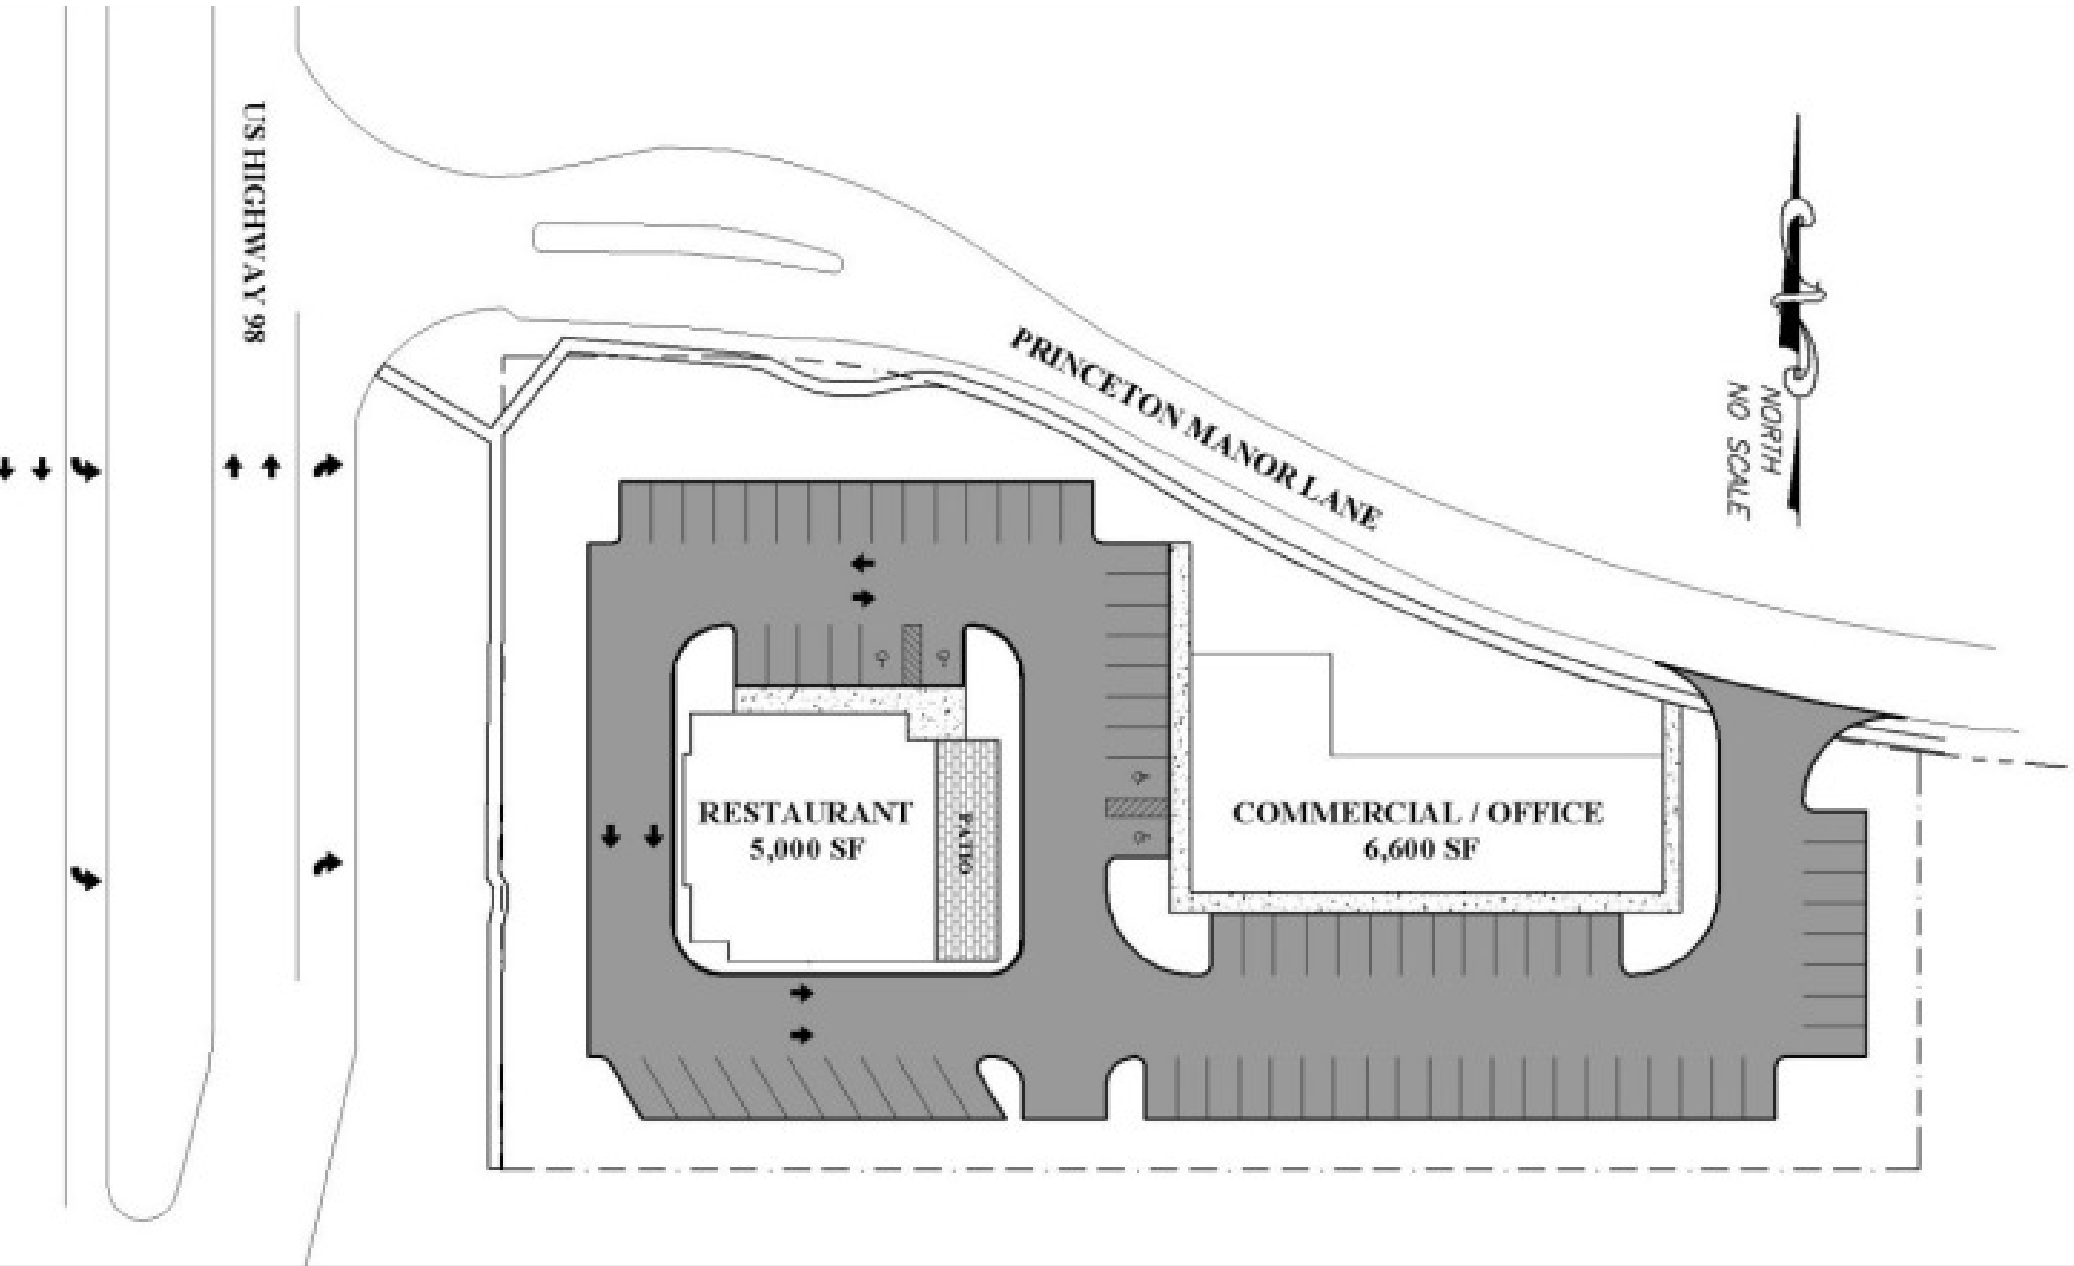 US HIGHWAY 98
PRINCETON MANOR LANE
NORTH
NO SCALE
RESTAURANT
5,000 SF
PATIO
COMMERCIAL / OFFICE
6,600 SF